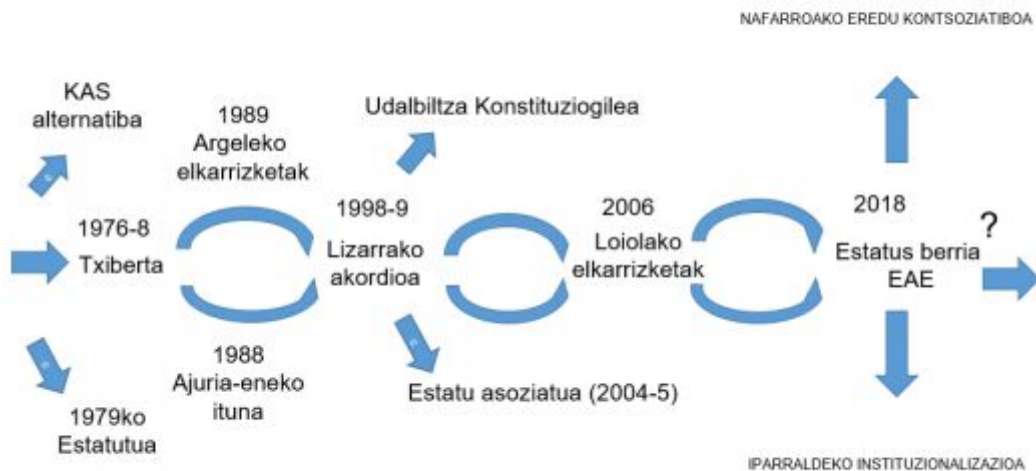 NAFARROAKO EREDU KONTSOZIATIBOA
KAS
alternatiba
1989
Argeleko
elkarrizketak
Udalbiltza Konstituziogilea
1976-8
Txiberta
1998-9
Lizarrako
akordioa
2006
Loiolako
elkarrizketak
2018
Estatus berria
EAE
?
1988
Ajuria-eneko
ituna
Estatu asoziatua (2004-5)
1979ko
Estatutua
IPARRALDEKO INSTITUZIONALIZAZIOA